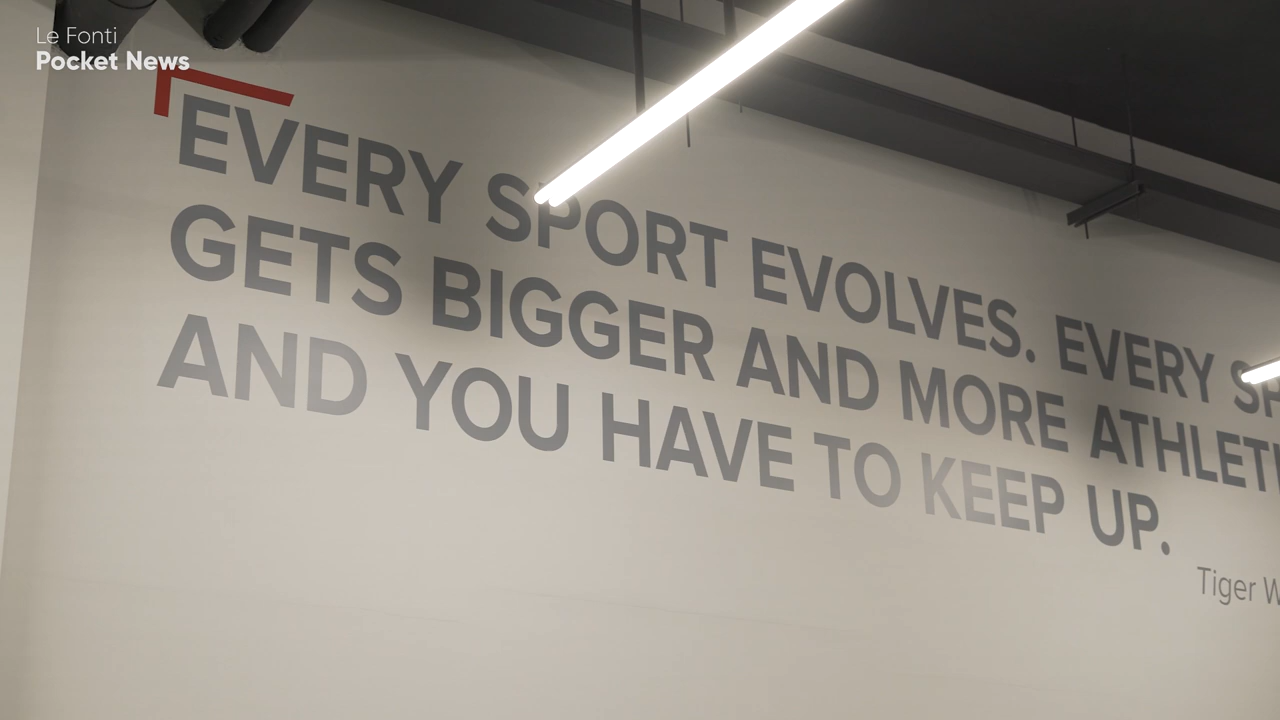 Le Fonti
Pocket News
EVERY SPORT EVOLVES. EVERY
GETS BIGGER AND MORE
AND YOU HAVE TO KEEP UP.
Tiger